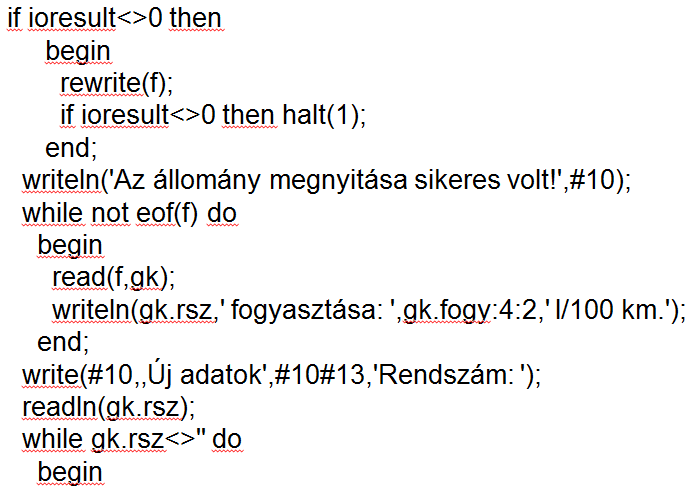 if ioresult<>0 then
begin
rewrite(f);
if ioresult<>0 then halt(1);
end;
writeln('Az állomány megnyitása sikeres volt!',#10);
while not eof(f) do
begin
read(f,gk);
writeln(gk.rsz,' fogyasztása: ',gk.fogy:4:2,' l/100 km.');
end;
write(#10,,Új adatok',#10#13,'Rendszám: ');
readln(gk.rsz);
while gk.rsz<>'' do
begin